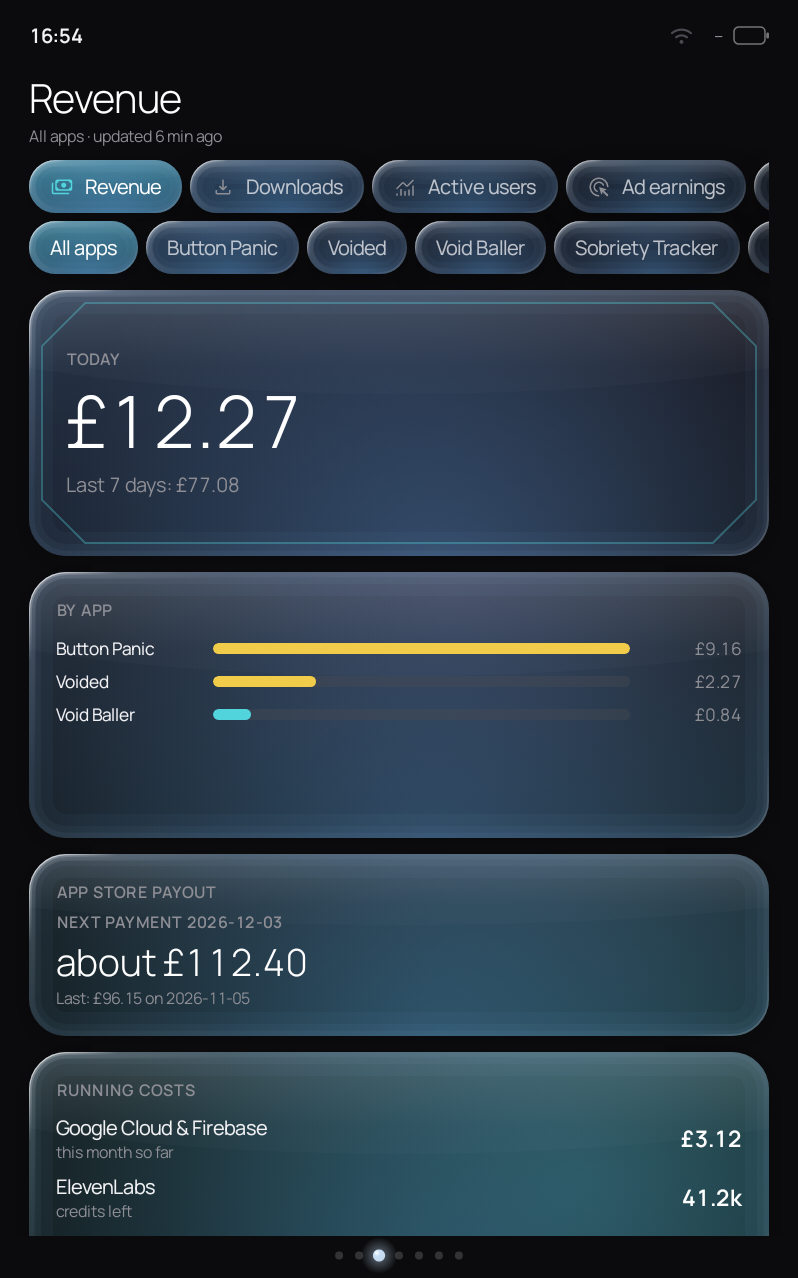 16:54
–
Revenue
All apps · updated 6 min ago
Revenue Downloads Active users Ad earnings
All apps Button Panic Voided Void Baller Sobriety Tracker
TODAY
£12.27
Last 7 days: £77.08
BY APP
Button Panic £9.16
Voided £2.27
Void Baller £0.84
APP STORE PAYOUT
NEXT PAYMENT 2026-12-03
about £112.40
Last: £96.15 on 2026-11-05
RUNNING COSTS
Google Cloud & Firebase £3.12
this month so far
ElevenLabs 41.2k
credits left